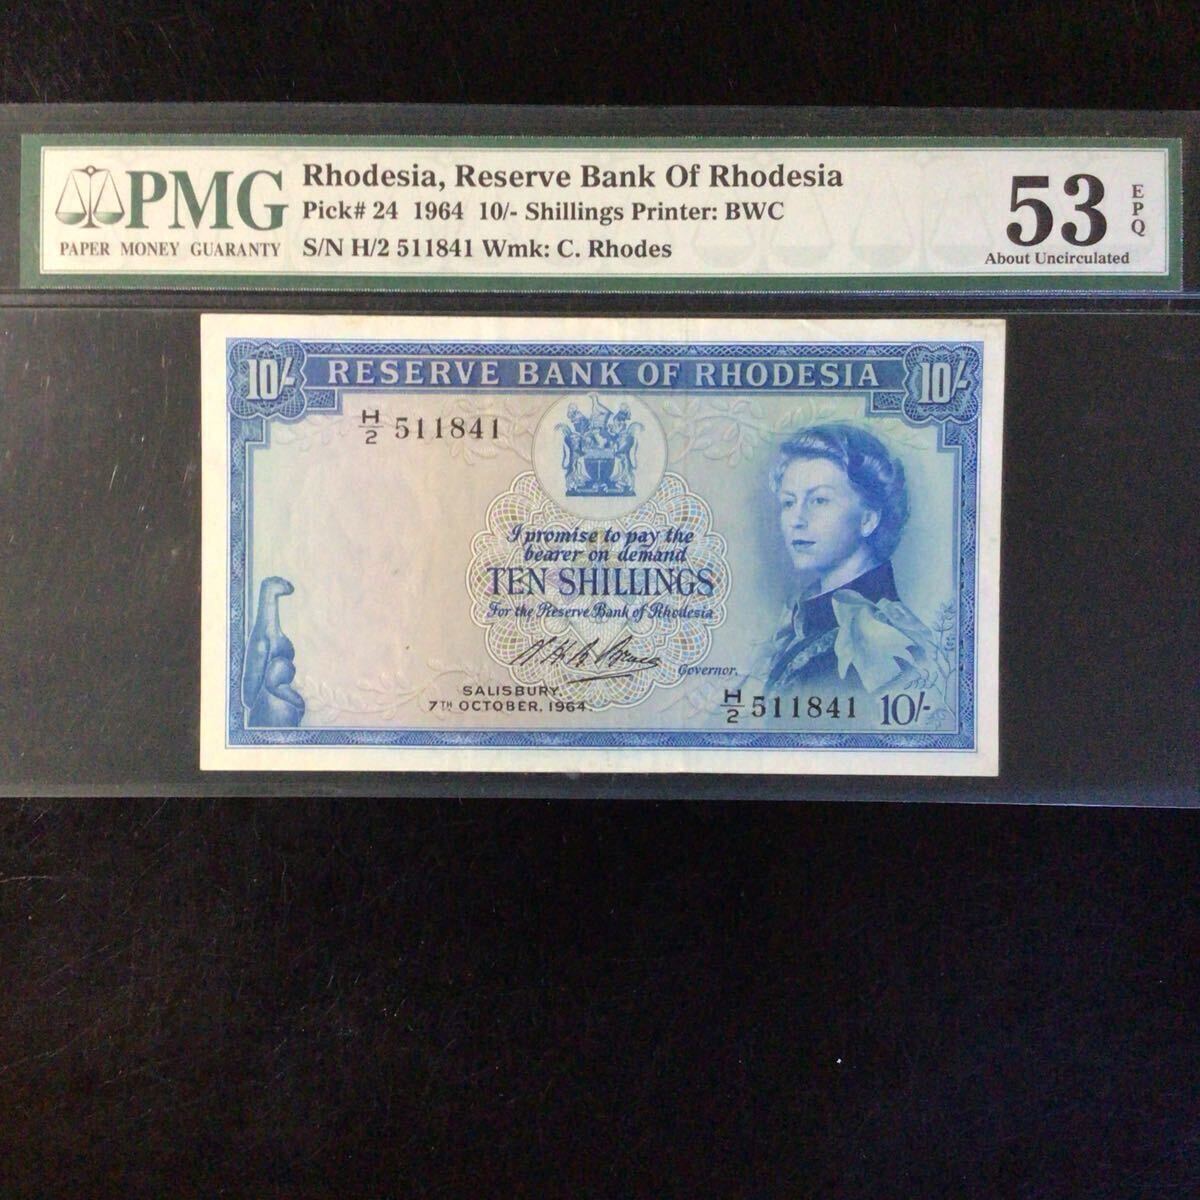 PMG
PAPER MONEY GUARANTY
Rhodesia, Reserve Bank Of Rhodesia
Pick# 24 1964 10/- Shillings Printer: BWC
S/N H/2 511841 Wmk: C. Rhodes
53
EPQ
About Uncirculated
10/- RESERVE BANK OF RHODESIA 10/-
H/2 511841
I promise to pay the
bearer on demand
TEN SHILLINGS
For the Reserve Bank of Rhodesia
Governor.
SALISBURY,
7TH OCTOBER, 1964.
H/2 511841 10/-